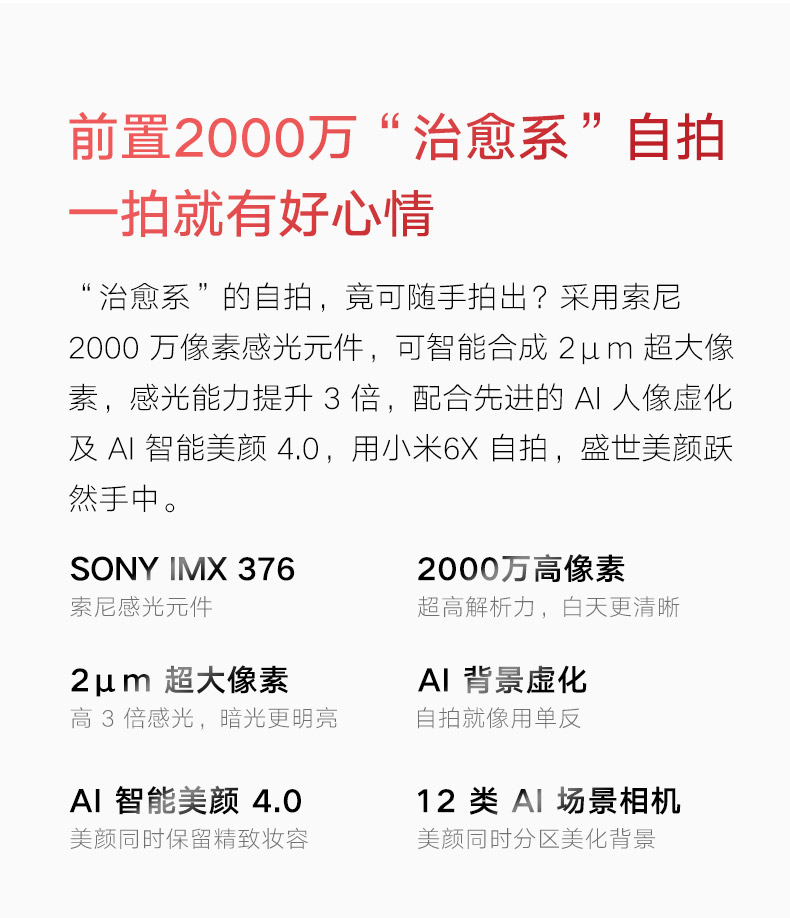 前置2000万“治愈系”自拍
一拍就有好心情
“治愈系”的自拍，竟可随手拍出？采用索尼
2000 万像素感光元件，可智能合成 2μm 超大像
素，感光能力提升 3 倍，配合先进的 AI 人像虚化
及 AI 智能美颜 4.0，用小米6X 自拍，盛世美颜跃
然手中。
SONY IMX 376
索尼感光元件
2000万高像素
超高解析力，白天更清晰
2μm 超大像素
高 3 倍感光，暗光更明亮
AI 背景虚化
自拍就像用单反
AI 智能美颜 4.0
美颜同时保留精致妆容
12 类 AI 场景相机
美颜同时分区美化背景